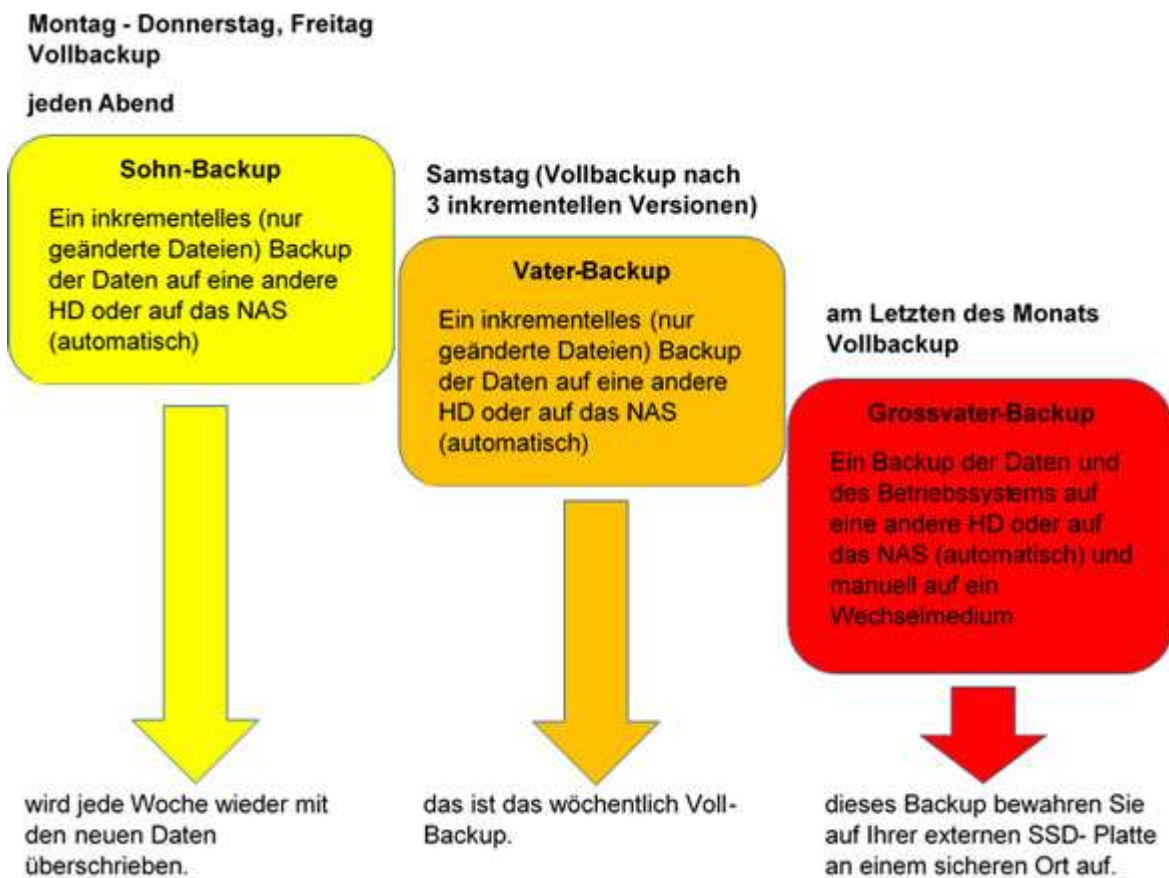 Montag - Donnerstag, Freitag
Vollbackup
jeden Abend
Sohn-Backup
Ein inkrementelles (nur
geänderte Dateien) Backup
der Daten auf eine andere
HD oder auf das NAS
(automatisch)
wird jede Woche wieder mit
den neuen Daten
überschrieben.
Samstag (Vollbackup nach
3 inkrementellen Versionen)
Vater-Backup
Ein inkrementelles (nur
geänderte Dateien) Backup
der Daten auf eine andere
HD oder auf das NAS
(automatisch)
das ist das wöchentlich Voll-
Backup.
am Letzten des Monats
Vollbackup
Grossvater-Backup
Ein Backup der Daten und
des Betriebssystems auf
eine andere HD oder auf
das NAS (automatisch) und
manuell auf ein
Wechselmedium
dieses Backup bewahren Sie
auf Ihrer externen SSD- Platte
an einem sicheren Ort auf.